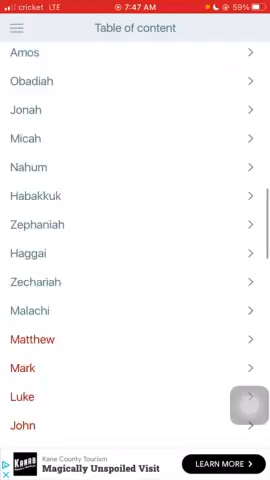 cricket LTE 7:47 AM 59%
Table of content
Amos
Obadiah
Jonah
Micah
Nahum
Habakkuk
Zephaniah
Haggai
Zechariah
Malachi
Matthew
Mark
Luke
John
Kane County Tourism
Magically Unspoiled Visit
KANE
LEARN MORE